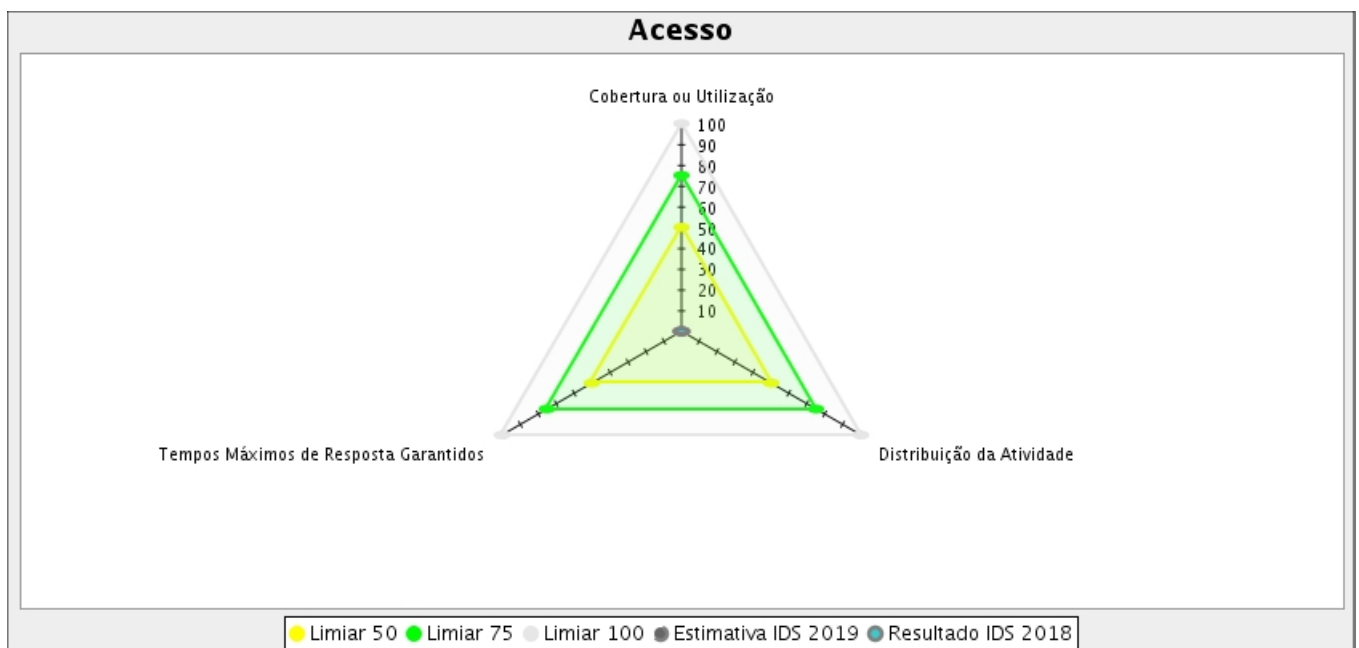 Acesso
Cobertura ou Utilização
100
90
80
70
60
50
40
30
20
10
Tempos Máximos de Resposta Garantidos
Distribuição da Atividade
Limiar 50 Limiar 75 Limiar 100 Estimativa IDS 2019 Resultado IDS 2018